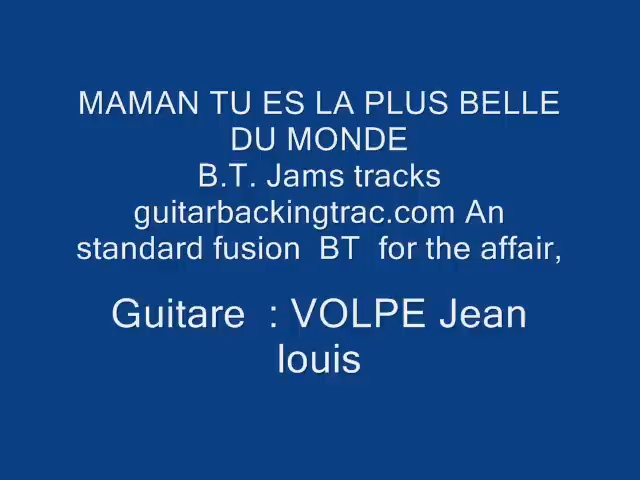 MAMAN TU ES LA PLUS BELLE
DU MONDE
B.T. Jams tracks
guitarbackingtrac.com An
standard fusion  BT  for the affair,
Guitare  : VOLPE Jean
louis